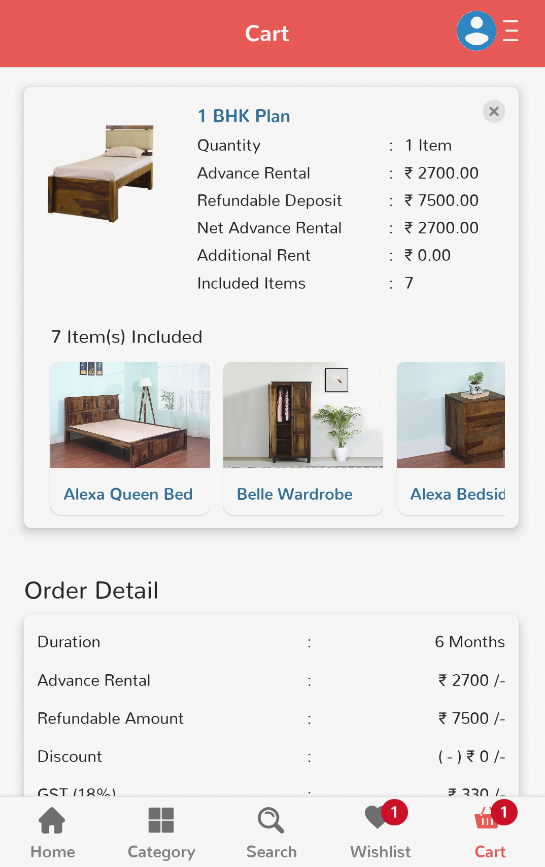 Cart
1 BHK Plan
Quantity : 1 Item
Advance Rental : ₹ 2700.00
Refundable Deposit : ₹ 7500.00
Net Advance Rental : ₹ 2700.00
Additional Rent : ₹ 0.00
Included Items : 7
7 Item(s) Included
Alexa Queen Bed Belle Wardrobe Alexa Bedsid
Order Detail
Duration : 6 Months
Advance Rental : ₹ 2700 /-
Refundable Amount : ₹ 7500 /-
Discount : ( - ) ₹ 0 /-
GST (18%) : ₹ 330 /-
1 1
Home Category Search Wishlist Cart